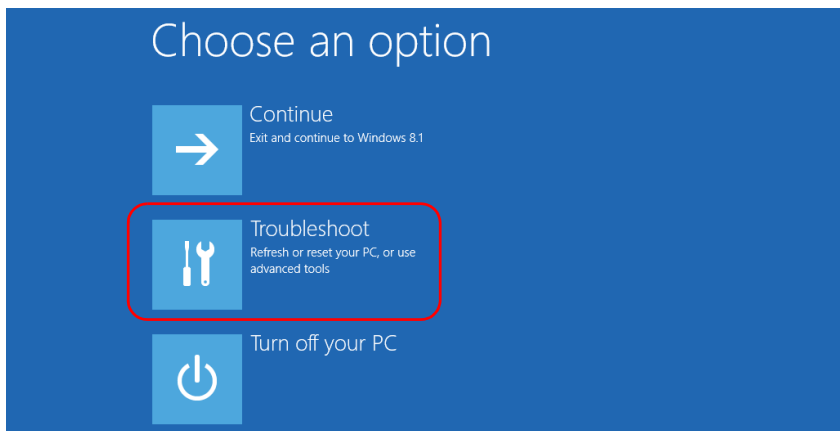 Choose an option
Continue
Exit and continue to Windows 8.1
Troubleshoot
Refresh or reset your PC, or use
advanced tools
Turn off your PC